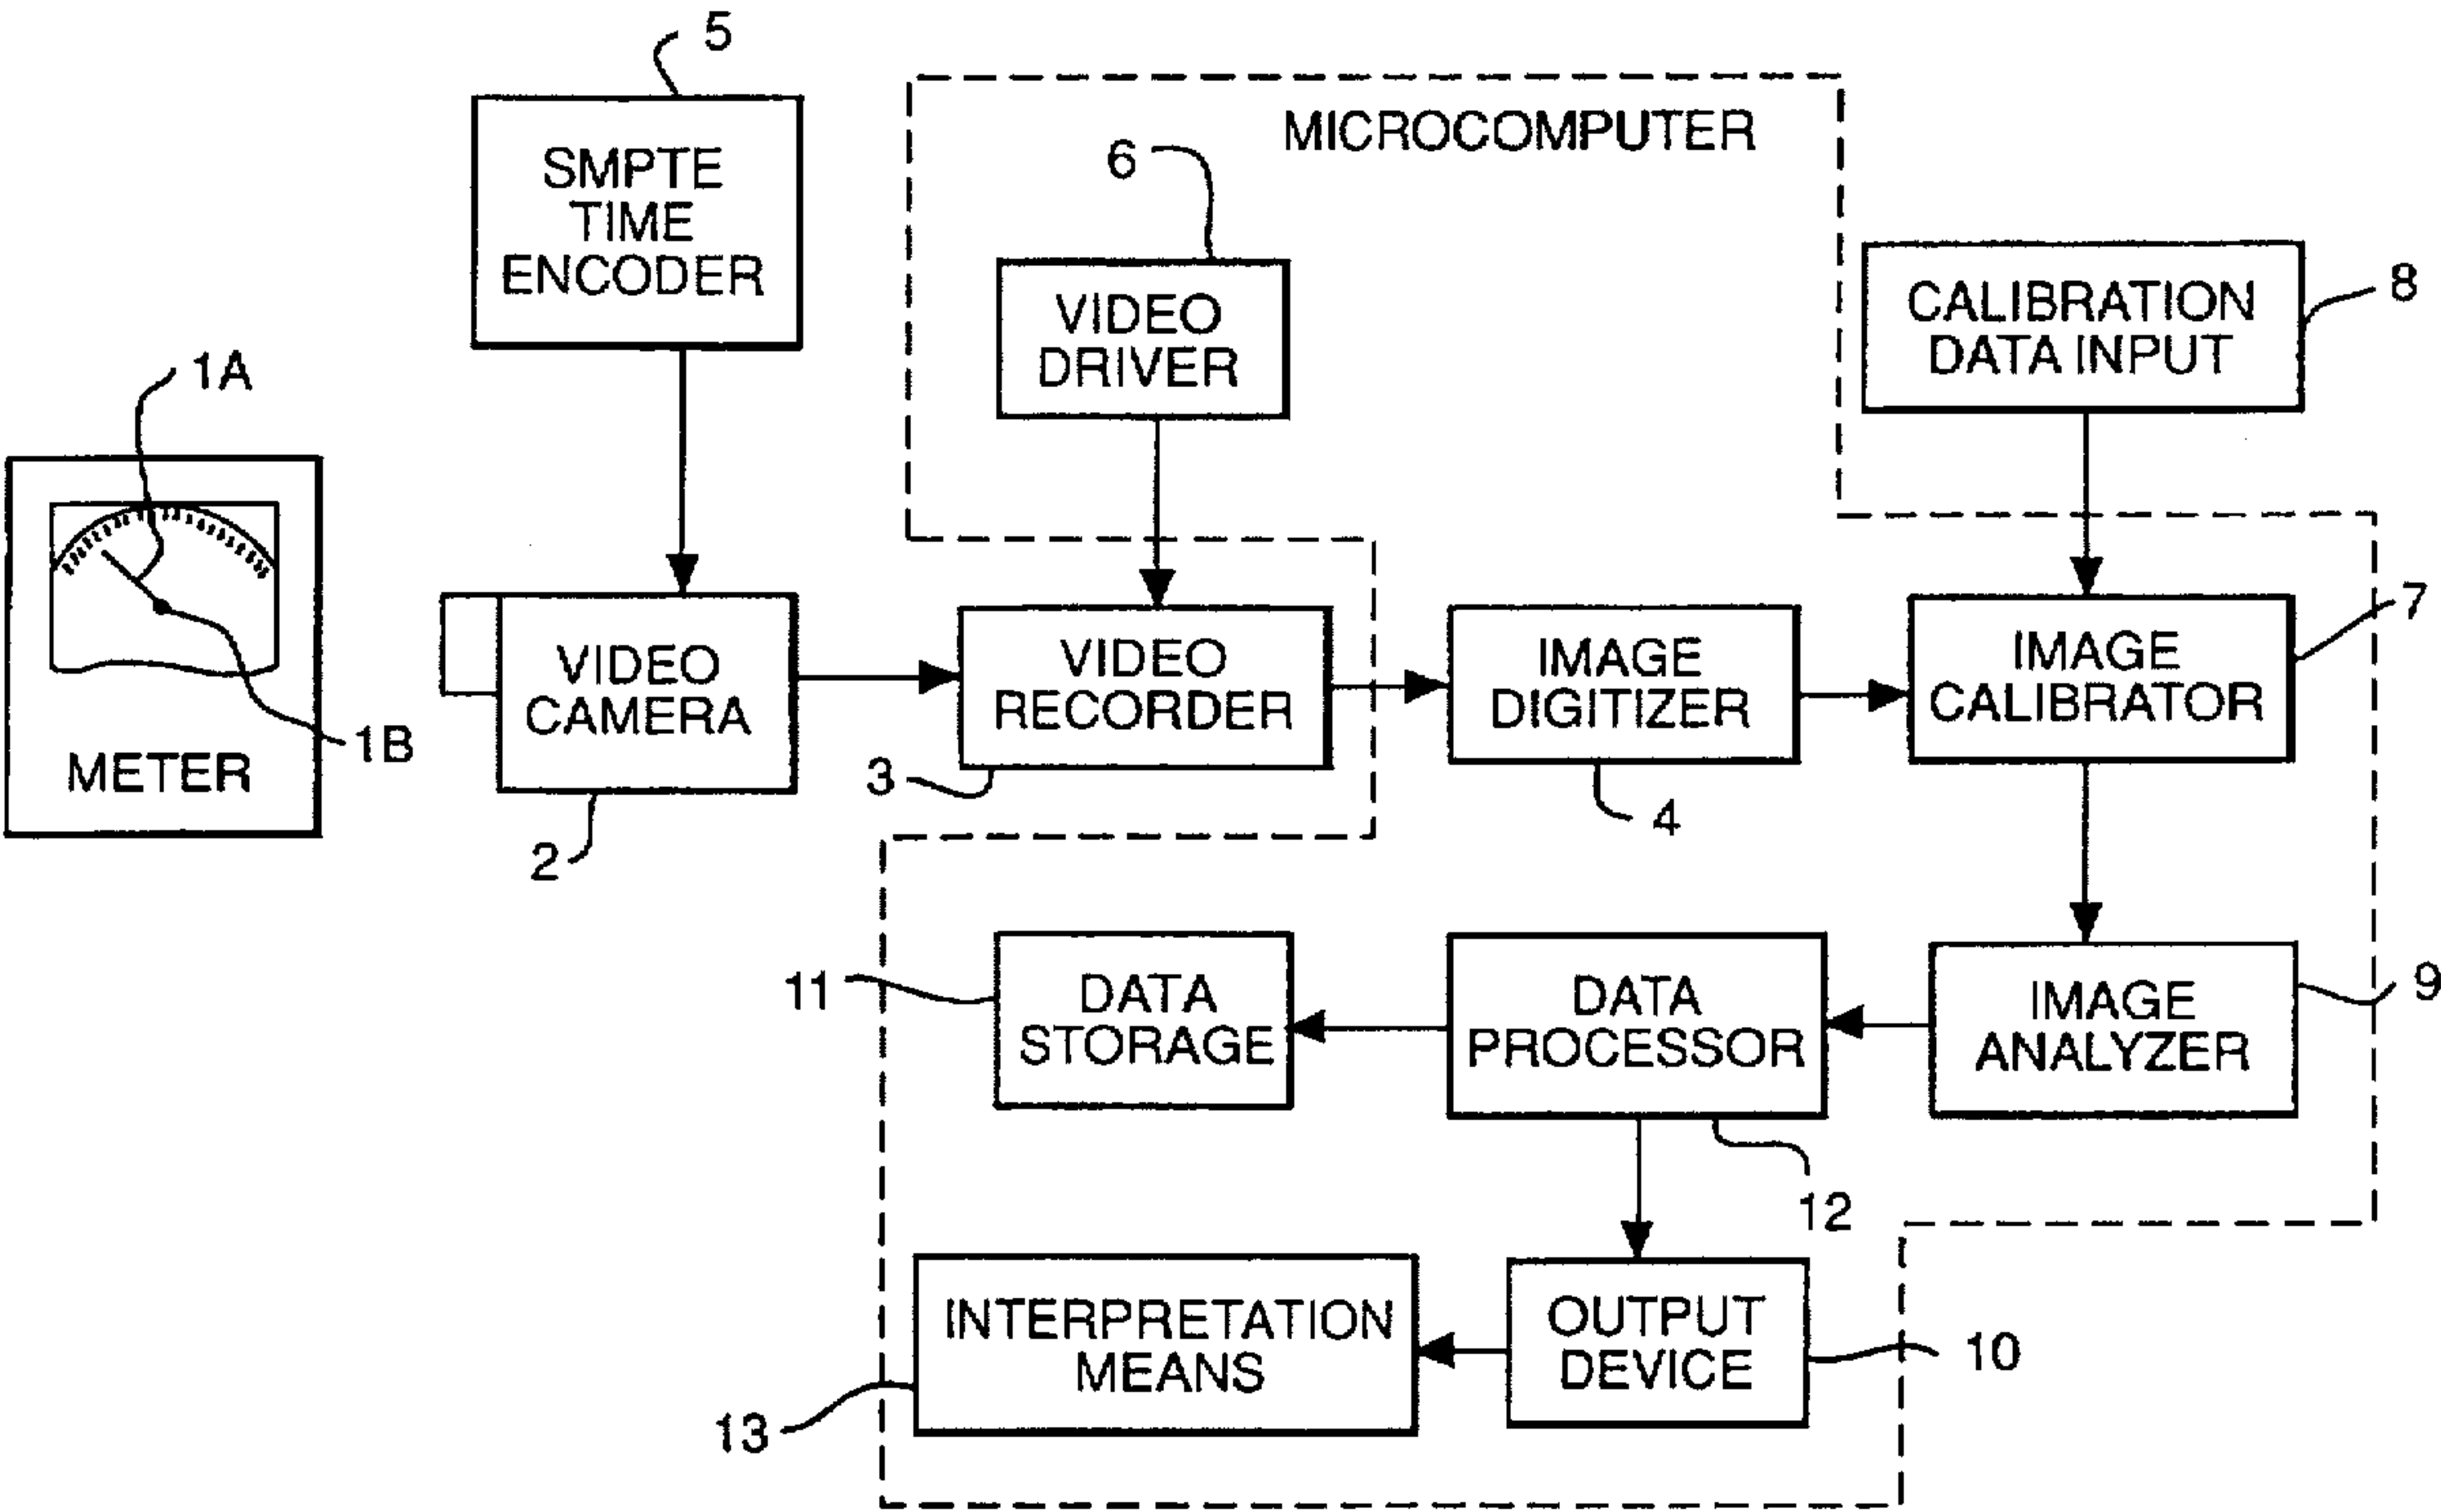 5
SMPTE
TIME
ENCODER
MICROCOMPUTER
6
VIDEO
DRIVER
CALIBRATION
DATA INPUT
8
1A
METER
1B
VIDEO
CAMERA
2
VIDEO
RECORDER
3
IMAGE
DIGITIZER
4
IMAGE
CALIBRATOR
7
11
DATA
STORAGE
DATA
PROCESSOR
12
IMAGE
ANALYZER
9
INTERPRETATION
MEANS
13
OUTPUT
DEVICE
10